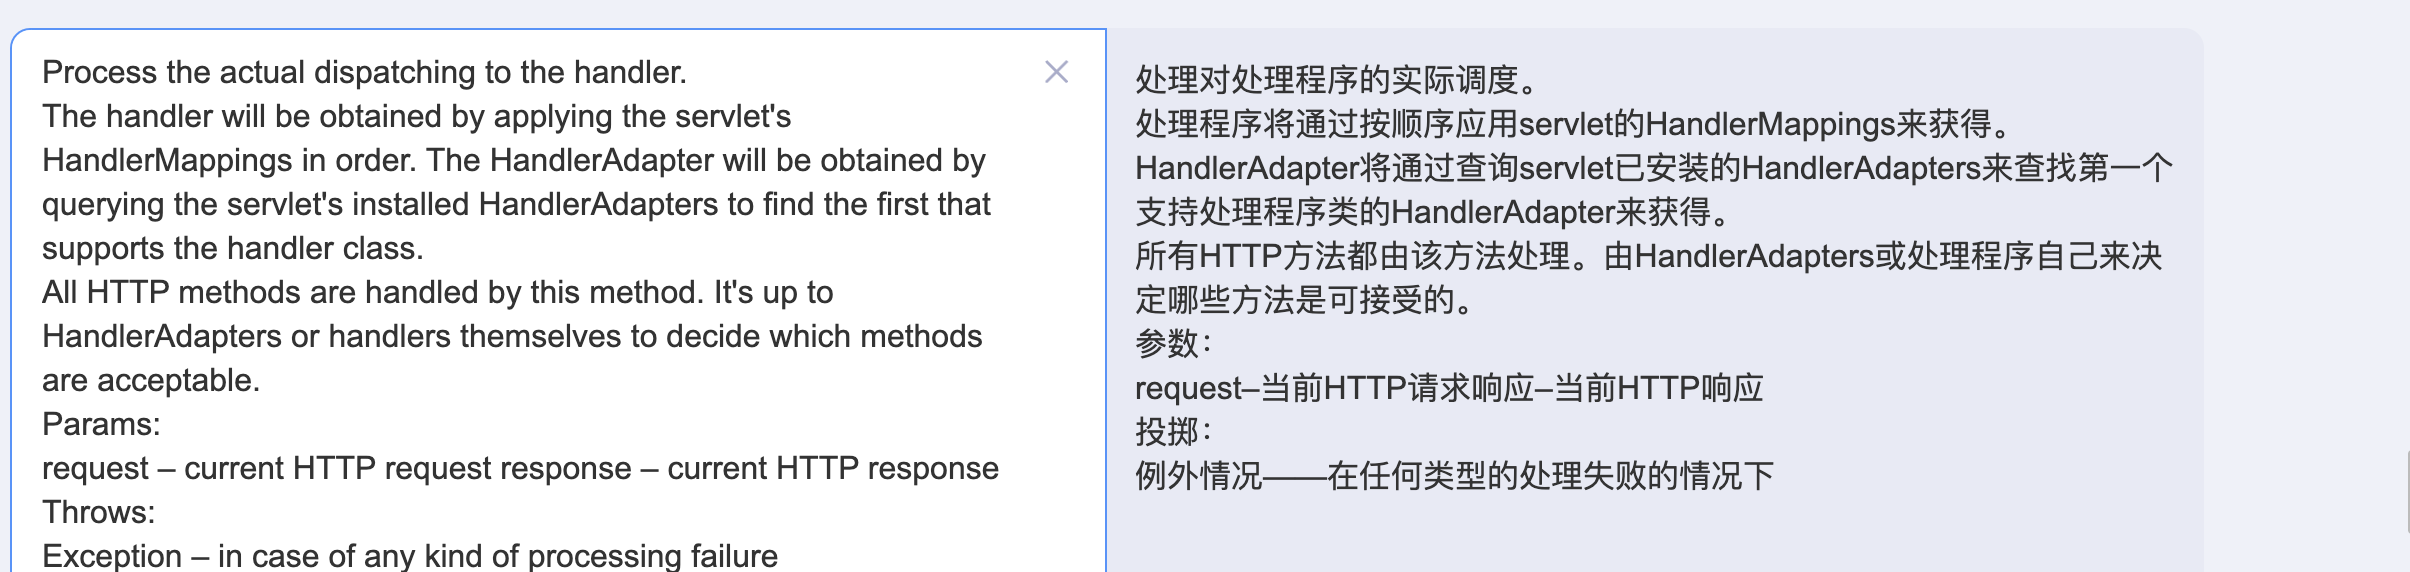 Process the actual dispatching to the handler.
The handler will be obtained by applying the servlet's
HandlerMappings in order. The HandlerAdapter will be obtained by
querying the servlet's installed HandlerAdapters to find the first that
supports the handler class.
All HTTP methods are handled by this method. It's up to
HandlerAdapters or handlers themselves to decide which methods
are acceptable.
Params:
request – current HTTP request response – current HTTP response
Throws:
Exception – in case of any kind of processing failure
处理对处理程序的实际调度。
处理程序将通过按顺序应用servlet的HandlerMappings来获得。
HandlerAdapter将通过查询servlet已安装的HandlerAdapters来查找第一个
支持处理程序类的HandlerAdapter来获得。
所有HTTP方法都由该方法处理。由HandlerAdapters或处理程序自己来决
定哪些方法是可接受的。
参数：
request–当前HTTP请求响应–当前HTTP响应
投掷：
例外情况——在任何类型的处理失败的情况下